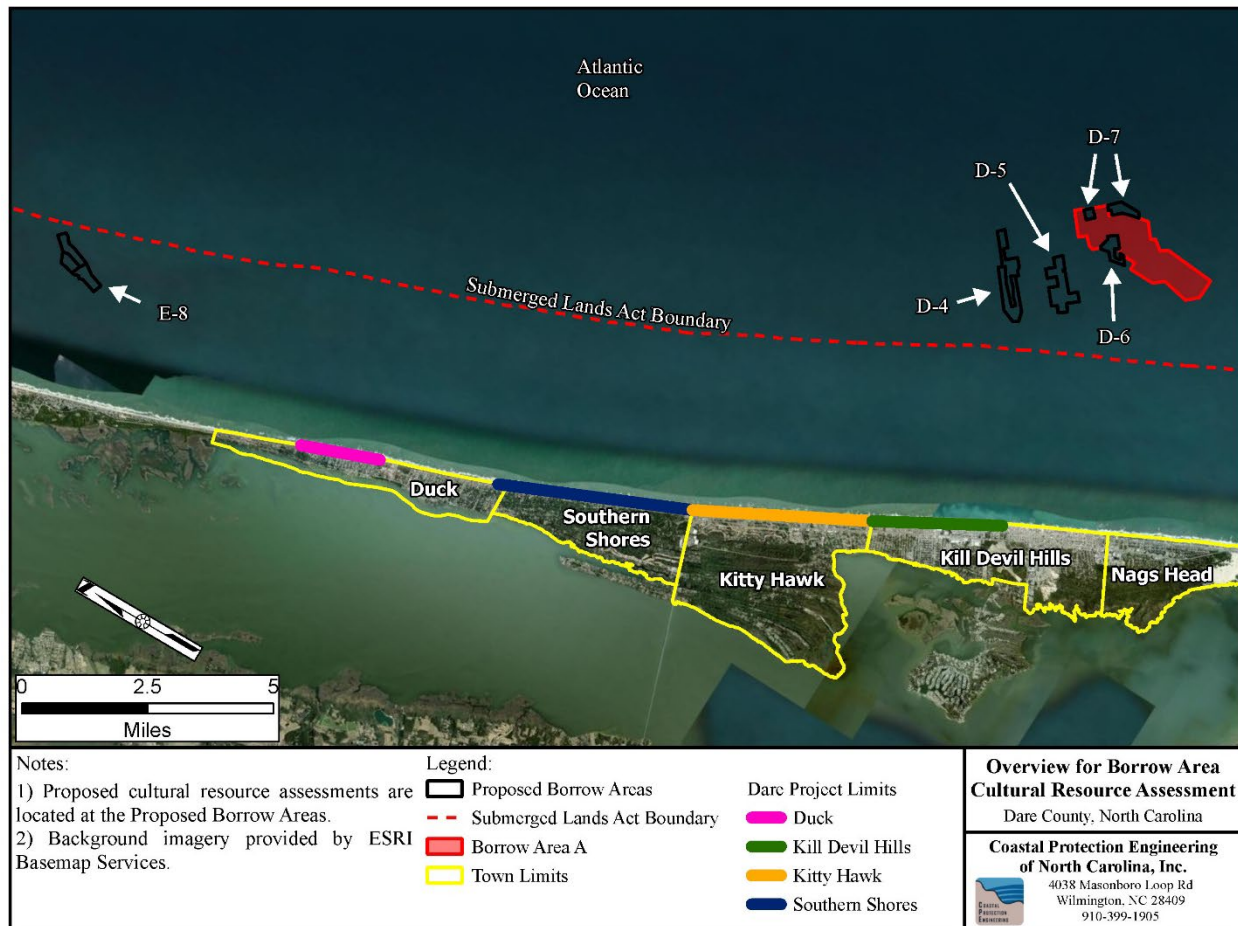 Atlantic
Ocean
D-7
D-5
D-4
D-6
E-8
Submerged Lands Act Boundary
Duck
Southern
Shores
Kitty Hawk
Kill Devil Hills
Nags Head
0 2.5 5
Miles
Notes:
1) Proposed cultural resource assessments are
located at the Proposed Borrow Areas.
2) Background imagery provided by ESRI
Basemap Services.
Legend:
Proposed Borrow Areas
Submerged Lands Act Boundary
Borrow Area A
Town Limits
Dare Project Limits
Duck
Kill Devil Hills
Kitty Hawk
Southern Shores
Overview for Borrow Area
Cultural Resource Assessment
Dare County, North Carolina
Coastal Protection Engineering
of North Carolina, Inc.
COASTAL
PROTECTION
ENGINEERING
4038 Masonboro Loop Rd
Wilmington, NC 28409
910-399-1905